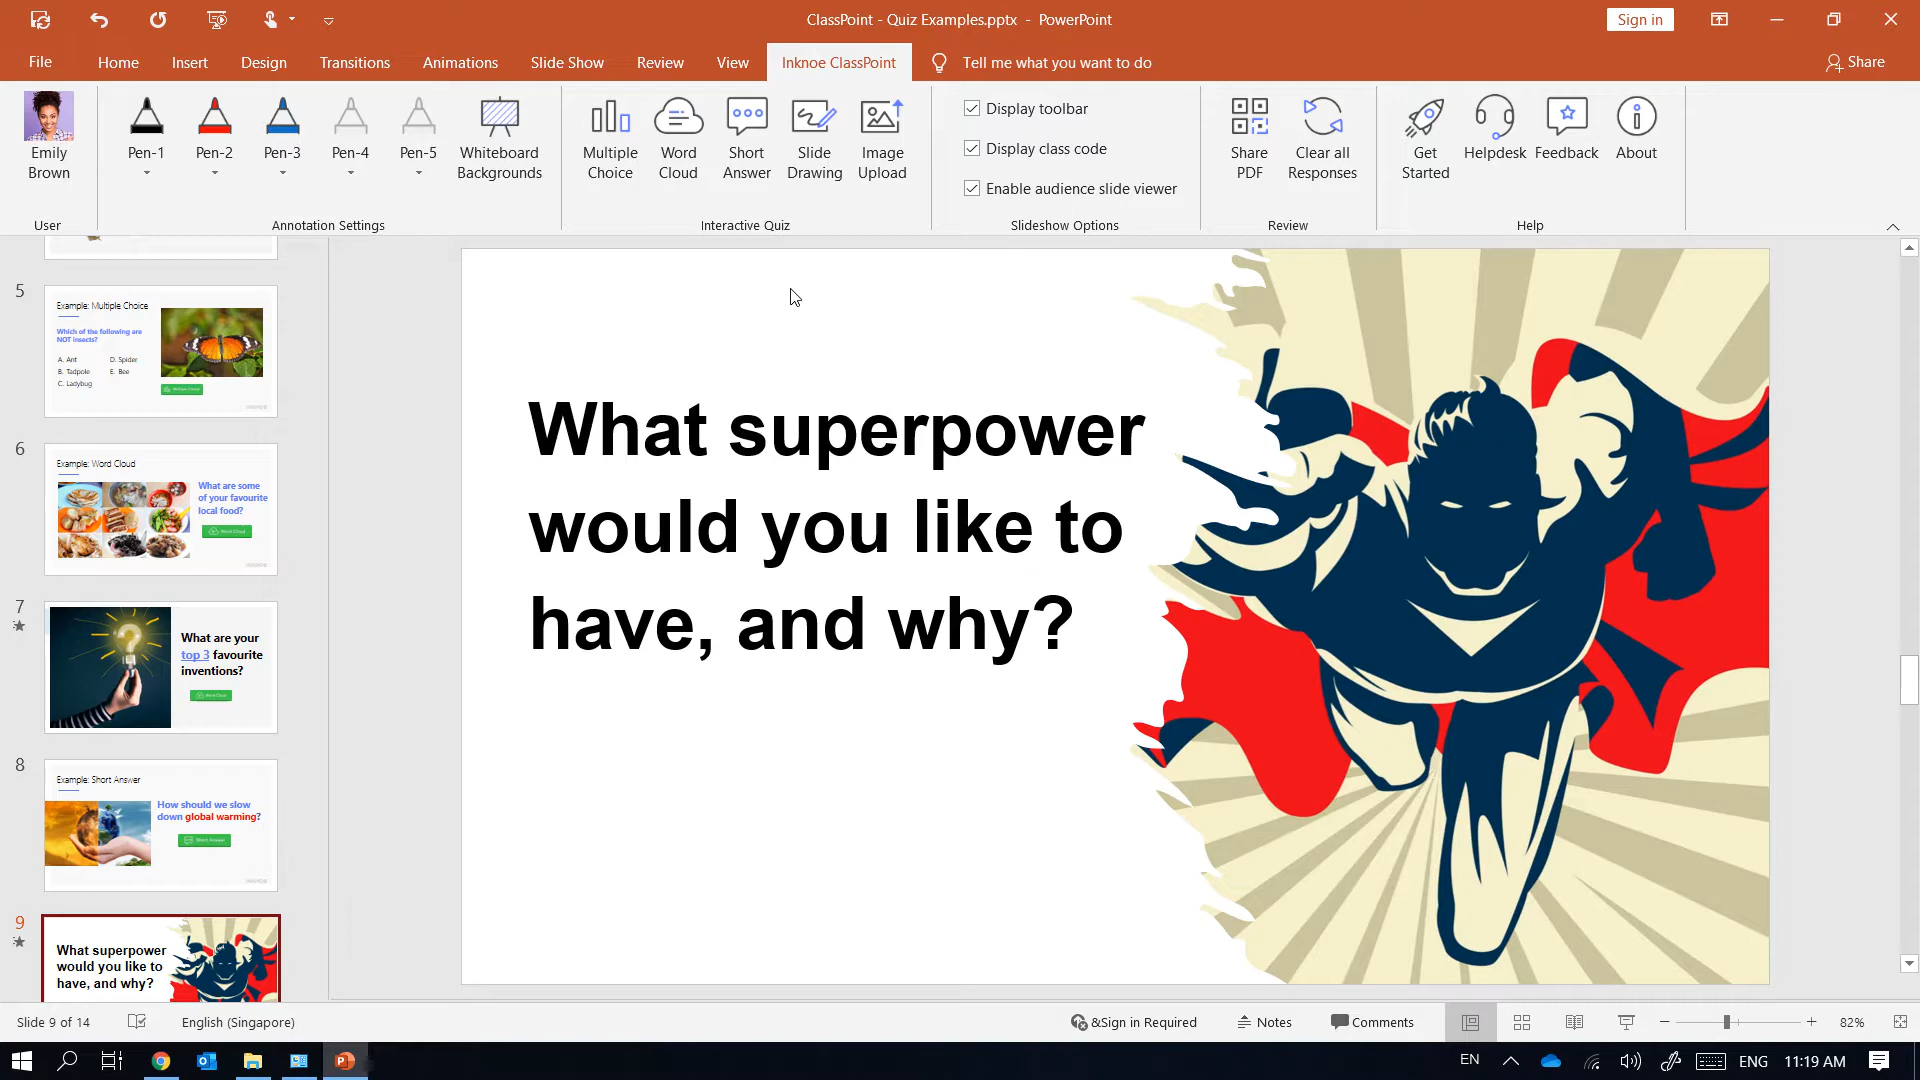 ClassPoint - Quiz Examples.pptx - PowerPoint
Sign in
File
Home
Insert
Design
Transitions
Animations
Slide Show
Review
View
Inknoe ClassPoint
Tell me what you want to do
Share
Emily
Brown
Pen-1
Pen-2
Pen-3
Pen-4
Pen-5
Whiteboard
Backgrounds
Multiple
Choice
Word
Cloud
Short
Answer
Slide
Drawing
Image
Upload
Display toolbar
Display class code
Enable audience slide viewer
Share
PDF
Clear all
Responses
Get
Started
Helpdesk
Feedback
About
User
Annotation Settings
Interactive Quiz
Slideshow Options
Review
Help
5
Example: Multiple Choice
Which of the following are
NOT insects?
A. Ant
B. Tadpole
C. Ladybug
D. Spider
E. Bee
Multiple Choice
6
Example: Word Cloud
What are some
of your favourite
local food?
Word Cloud
7
What are your
top 3 favourite
inventions?
Word Cloud
8
Example: Short Answer
How should we slow
down global warming?
Short Answer
9
What superpower
would you like to
have, and why?
What superpower
would you like to
have, and why?
Slide 9 of 14
English (Singapore)
&Sign in Required
Notes
Comments
82%
EN
ENG
11:19 AM